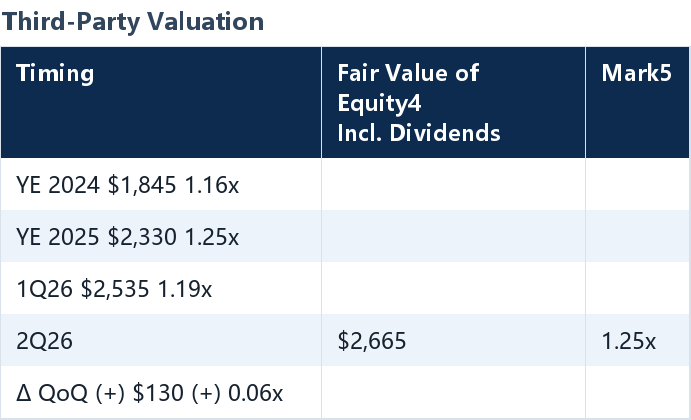 Third-Party Valuation
Timing
Fair Value of
Equity4
Incl. Dividends
Mark5
YE 2024 $1,845 1.16x
YE 2025 $2,330 1.25x
1Q26 $2,535 1.19x
2Q26 $2,665 1.25x
Δ QoQ (+) $130 (+) 0.06x